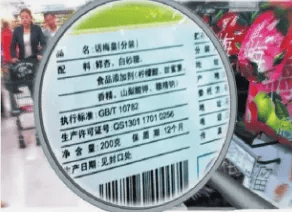 品 名：话梅皇(分装)
配 料：鲜杏、白砂糖、
食品添加剂(柠檬酸、甜蜜素、
香精、山梨酸钾、糖精钠)
执行标准：GB/T 10782
生产许可证号：QS1301 1701 0256
净 含 量：200克 保 质 期：12个月
生产日期：见封口处